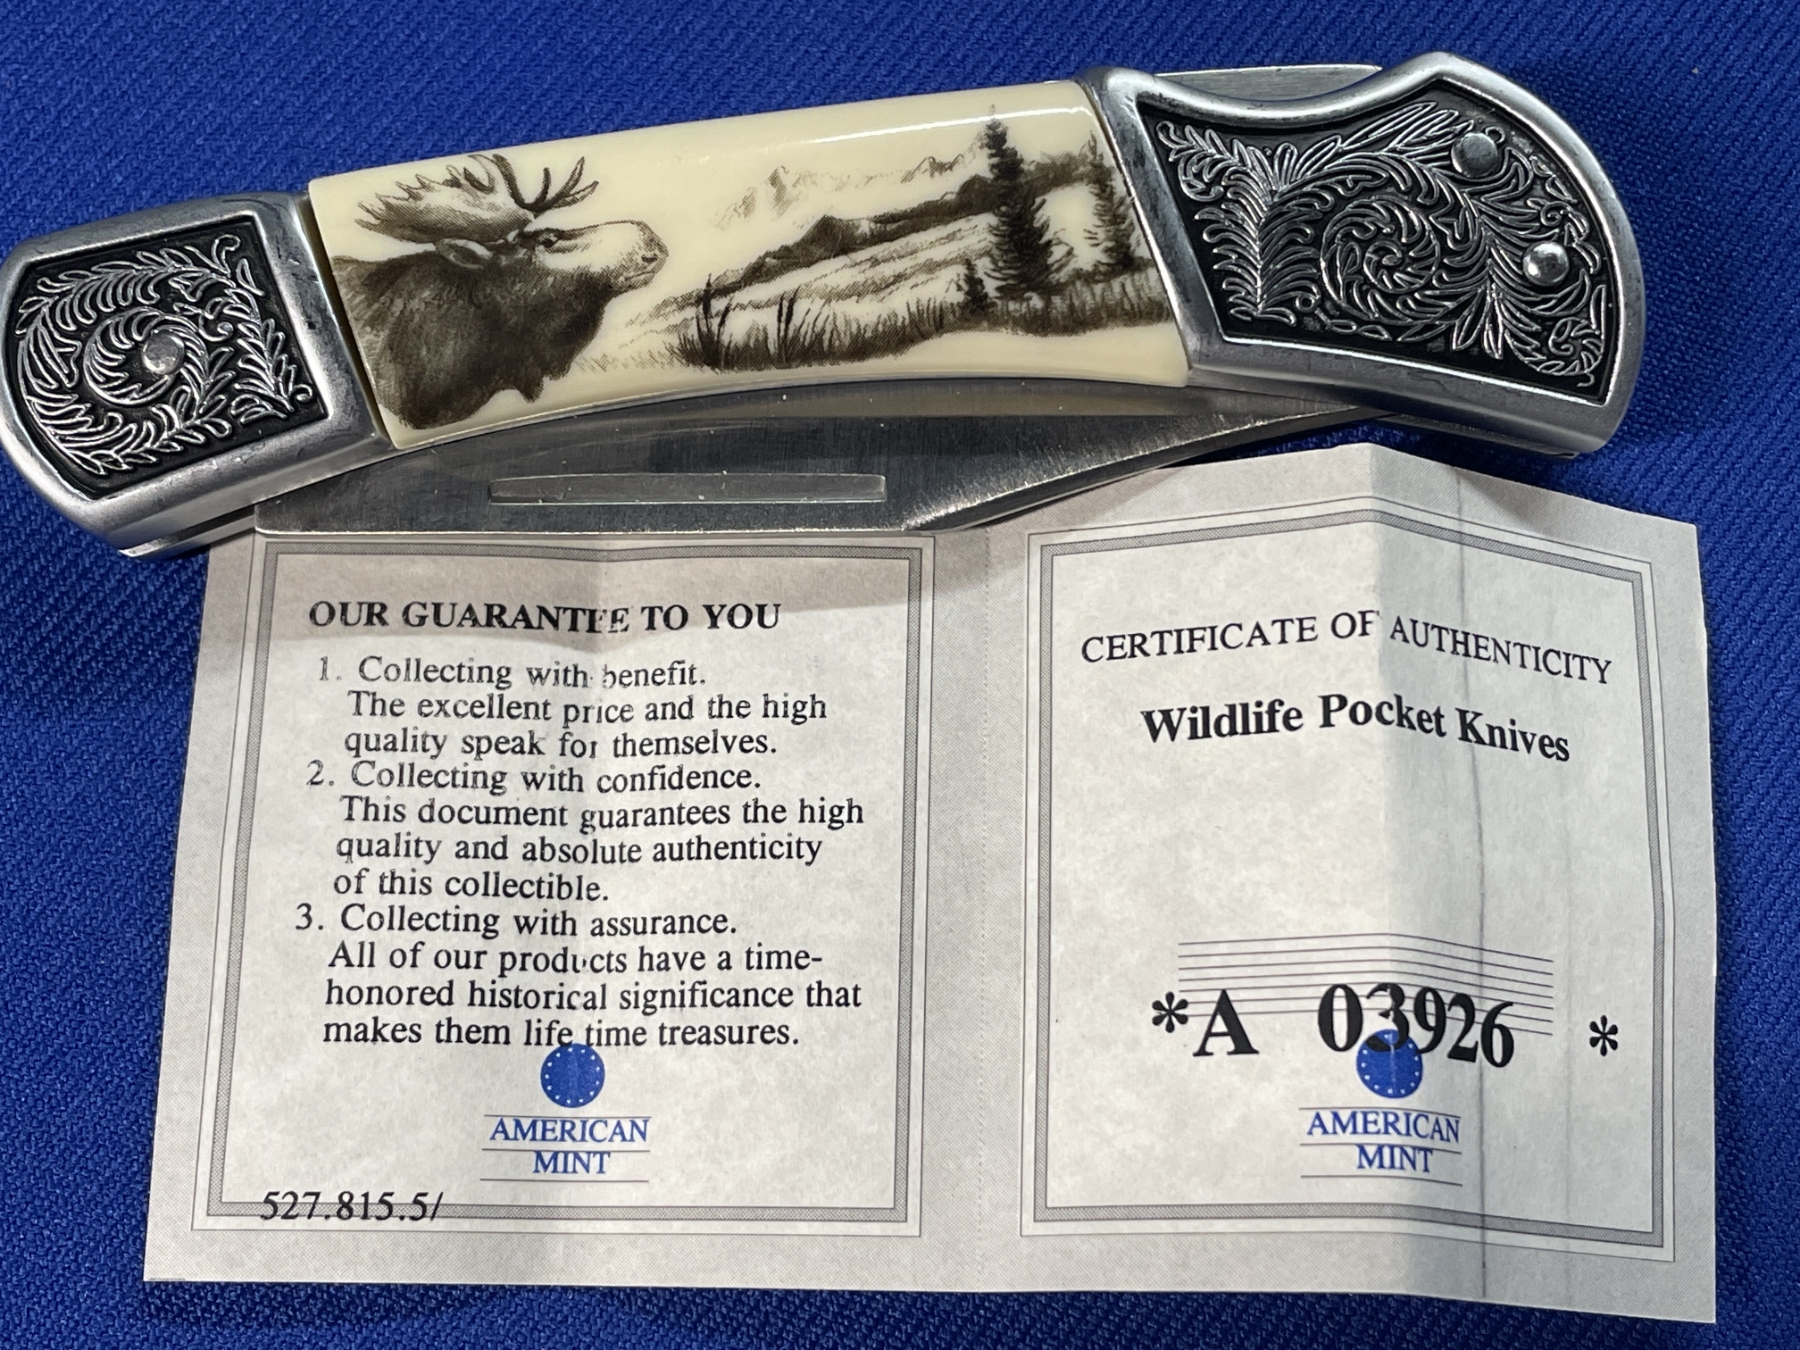 OUR GUARANTEE TO YOU
1. Collecting with benefit.
The excellent price and the high
quality speak for themselves.
2. Collecting with confidence.
This document guarantees the high
quality and absolute authenticity
of this collectible.
3. Collecting with assurance.
All of our products have a time-
honored historical significance that
makes them life time treasures.
AMERICAN
MINT
527.815.5/
CERTIFICATE OF AUTHENTICITY
Wildlife Pocket Knives
*A 03926 *
AMERICAN
MINT